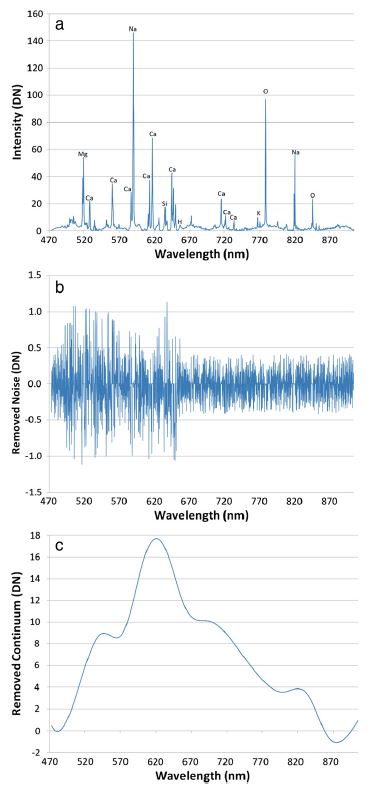 a
160
140
120
100
80
60
40
20
0
Intensity (DN)
Mg
Ca
Ca
Ca
Na
Ca
Ca
Si
Ca
H
Ca
Ca
Ca
K
O
Na
O
470 520 570 620 670 720 770 820 870
Wavelength (nm)
b
1.5
1.0
0.5
0.0
-0.5
-1.0
-1.5
Removed Noise (DN)
470 520 570 620 670 720 770 820 870
Wavelength (nm)
c
18
16
14
12
10
8
6
4
2
0
-2
Removed Continuum (DN)
470 520 570 620 670 720 770 820 870
Wavelength (nm)